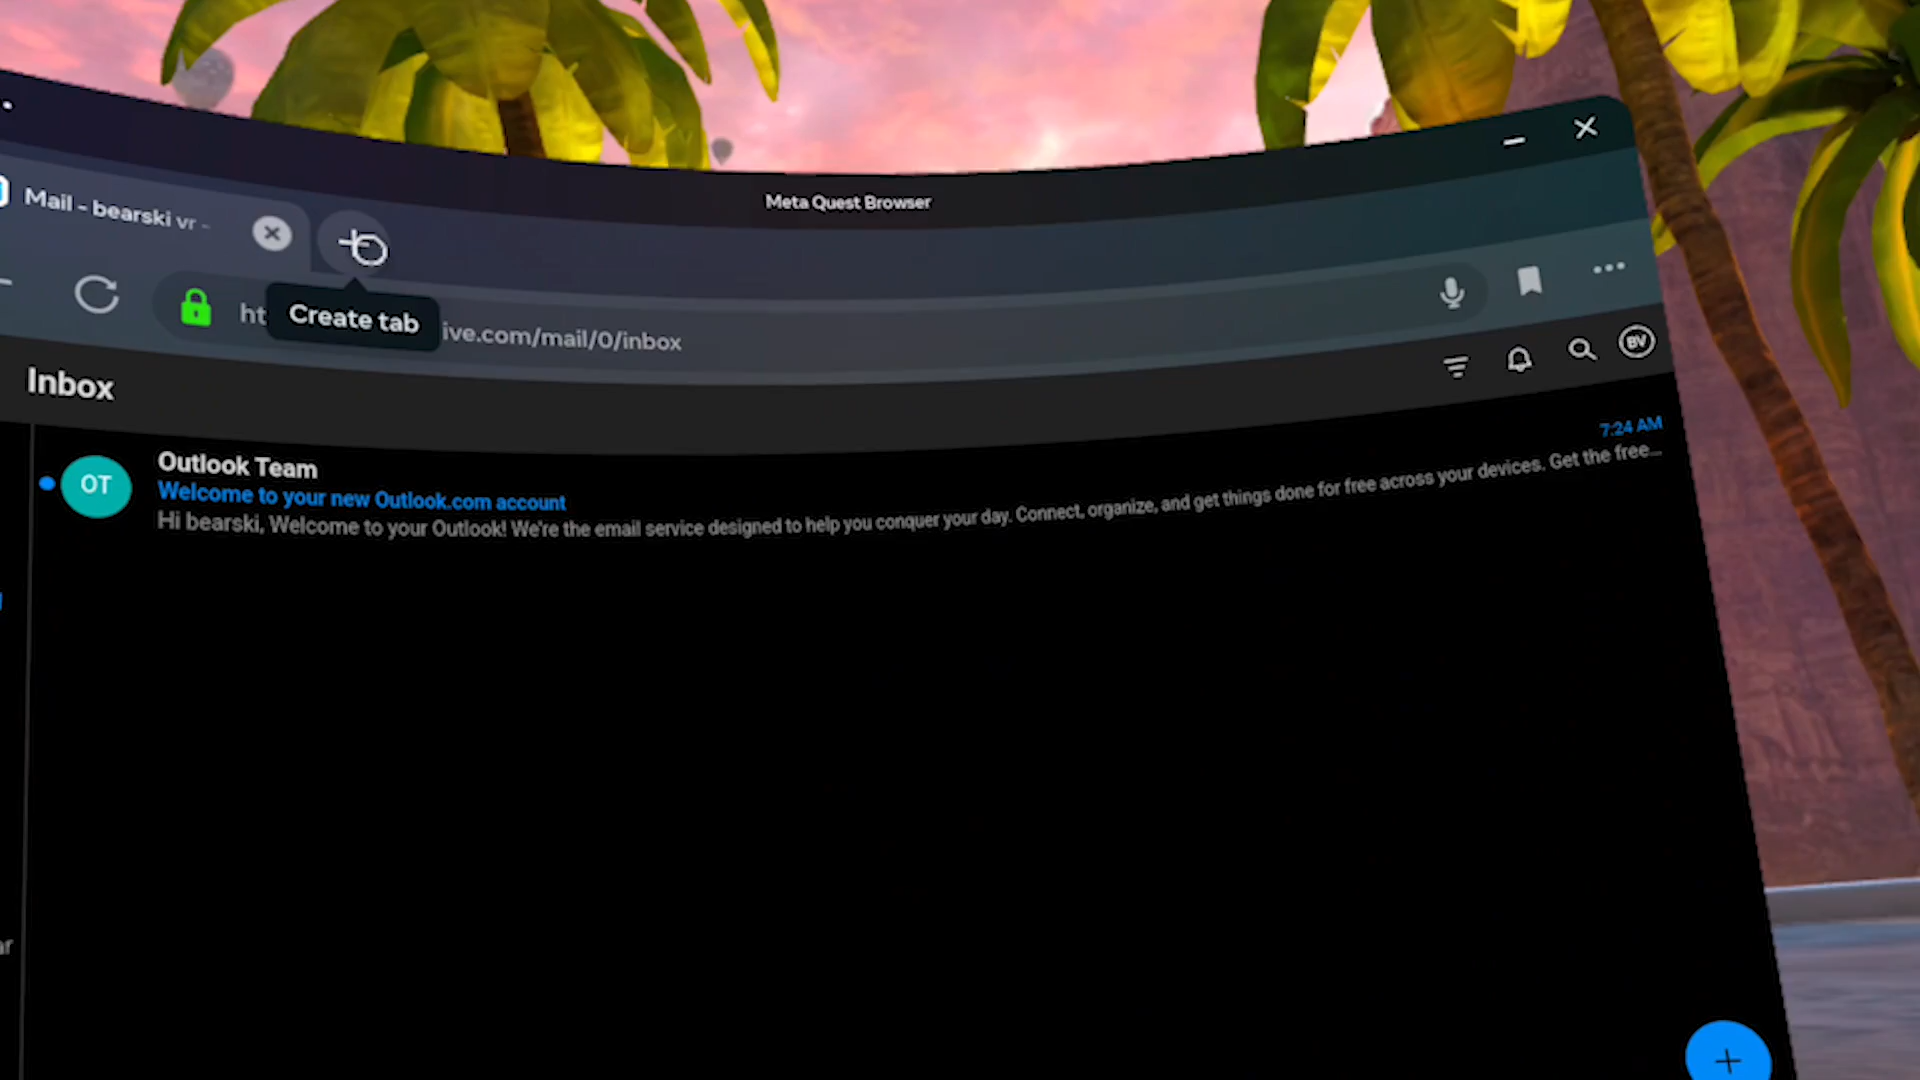 Meta Quest Browser
Mail - bearski vr -
Create tab
ht ive.com/mail/0/inbox
Inbox
BV
7:24 AM
OT
Outlook Team
Welcome to your new Outlook.com account
Hi bearski, Welcome to your Outlook! We're the email service designed to help you conquer your day. Connect, organize, and get things done for free across your devices. Get the free...
ar